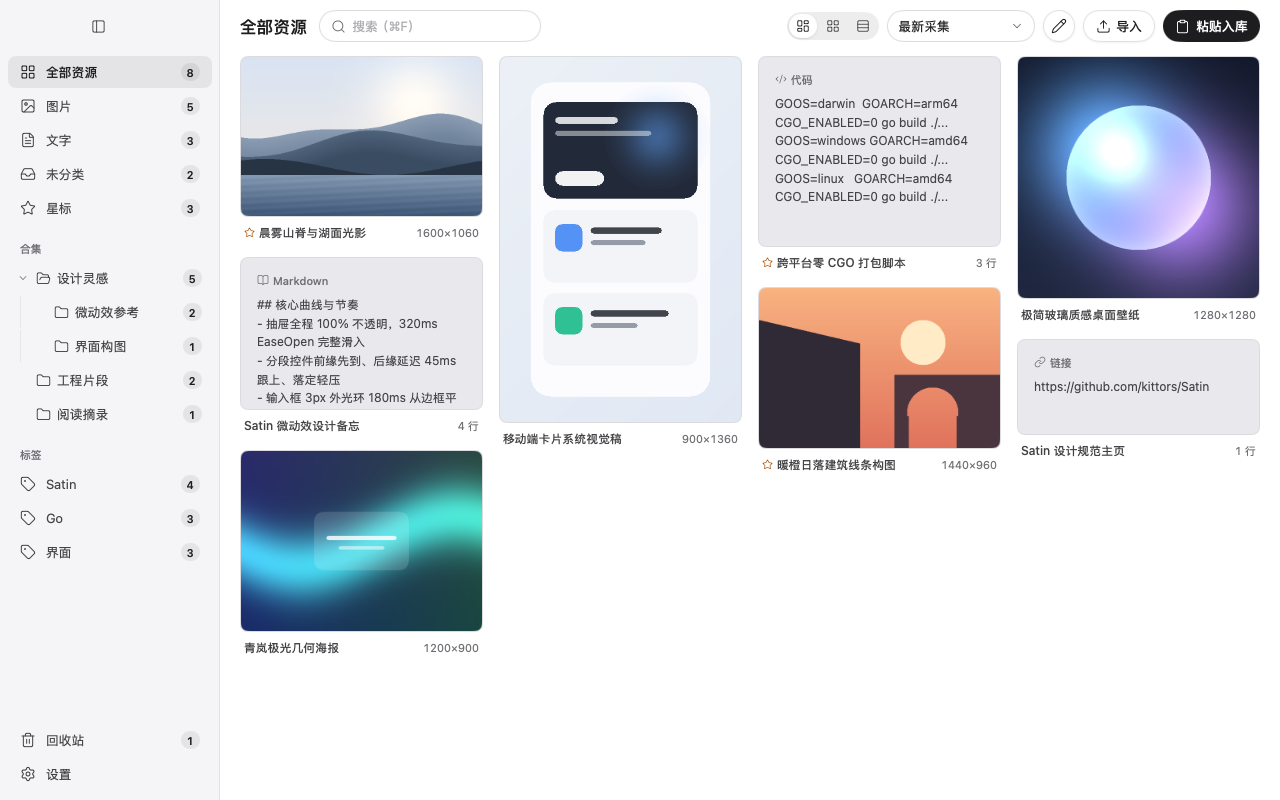 全部资源
搜索（⌘F）
最新采集
导入
粘贴入库
全部资源 8
图片 5
文字 3
未分类 2
星标 3
合集
设计灵感 5
微动效参考 2
界面构图 1
工程片段 2
阅读摘录 1
标签
Satin 4
Go 3
界面 3
回收站 1
设置
晨雾山脊与湖面光影 1600×1060
Markdown
## 核心曲线与节奏
- 抽屉全程 100% 不透明，320ms
EaseOpen 完整滑入
- 分段控件前缘先到、后缘延迟 45ms
跟上、落定轻压
- 输入框 3px 外光环 180ms 从边框平
Satin 微动效设计备忘 4 行
青岚极光几何海报 1200×900
移动端卡片系统视觉稿 900×1360
代码
GOOS=darwin GOARCH=arm64
CGO_ENABLED=0 go build ./...
GOOS=windows GOARCH=amd64
CGO_ENABLED=0 go build ./...
GOOS=linux GOARCH=amd64
CGO_ENABLED=0 go build ./...
跨平台零 CGO 打包脚本 3 行
暖橙日落建筑线条构图 1440×960
极简玻璃质感桌面壁纸 1280×1280
链接
https://github.com/kittors/Satin
Satin 设计规范主页 1 行